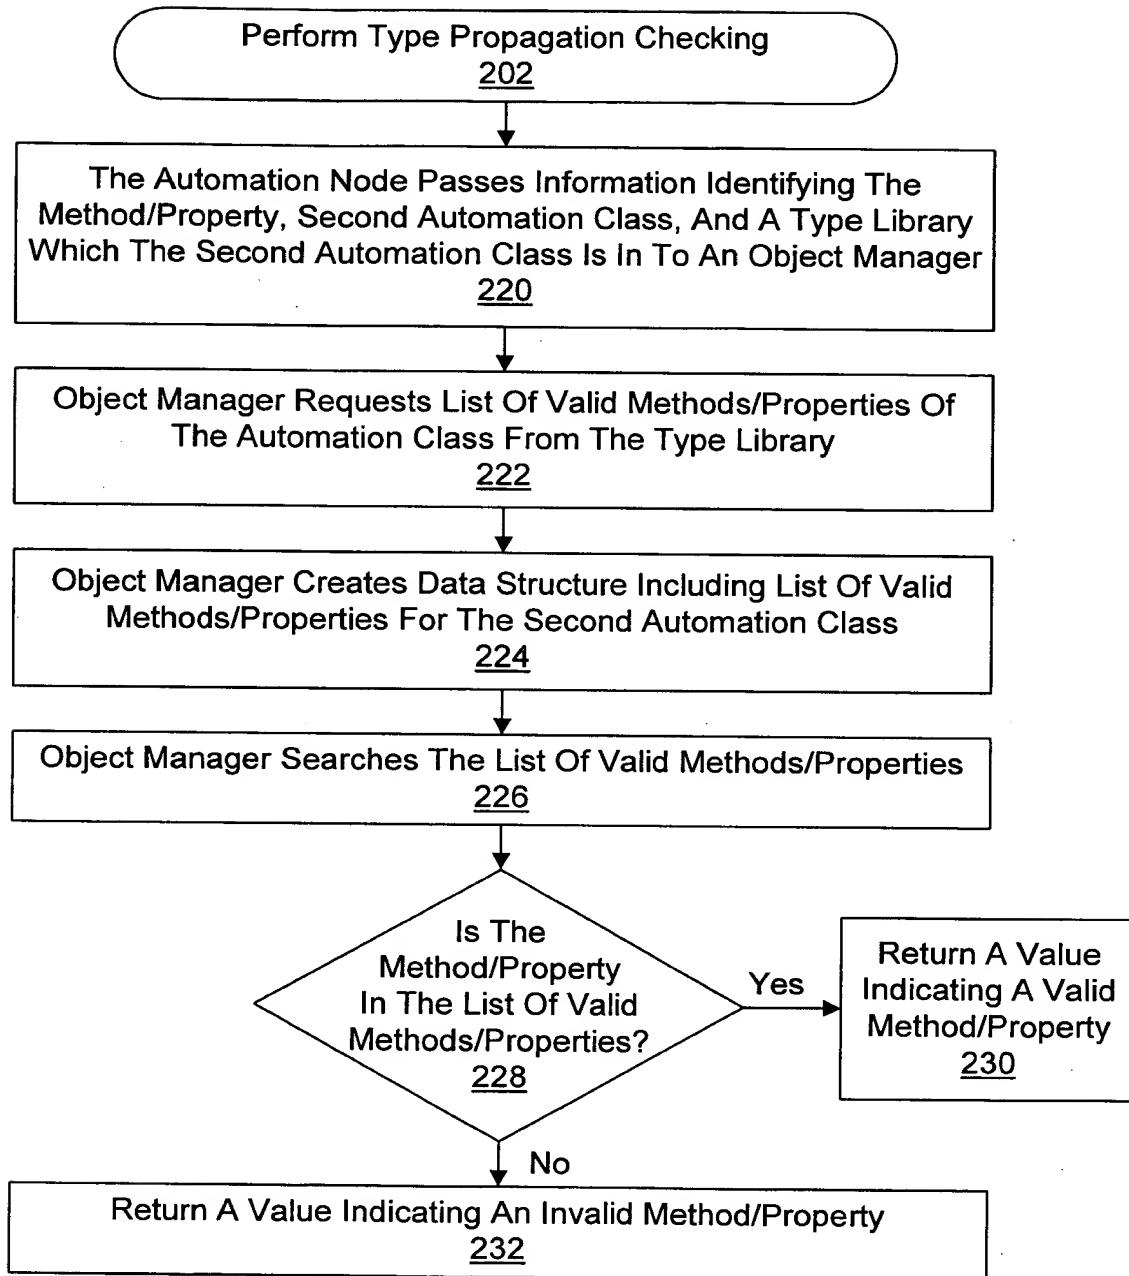 Perform Type Propagation Checking
202
The Automation Node Passes Information Identifying The
Method/Property, Second Automation Class, And A Type Library
Which The Second Automation Class Is In To An Object Manager
220
Object Manager Requests List Of Valid Methods/Properties Of
The Automation Class From The Type Library
222
Object Manager Creates Data Structure Including List Of Valid
Methods/Properties For The Second Automation Class
224
Object Manager Searches The List Of Valid Methods/Properties
226
Is The
Method/Property
In The List Of Valid
Methods/Properties?
228
Yes
Return A Value
Indicating A Valid
Method/Property
230
No
Return A Value Indicating An Invalid Method/Property
232